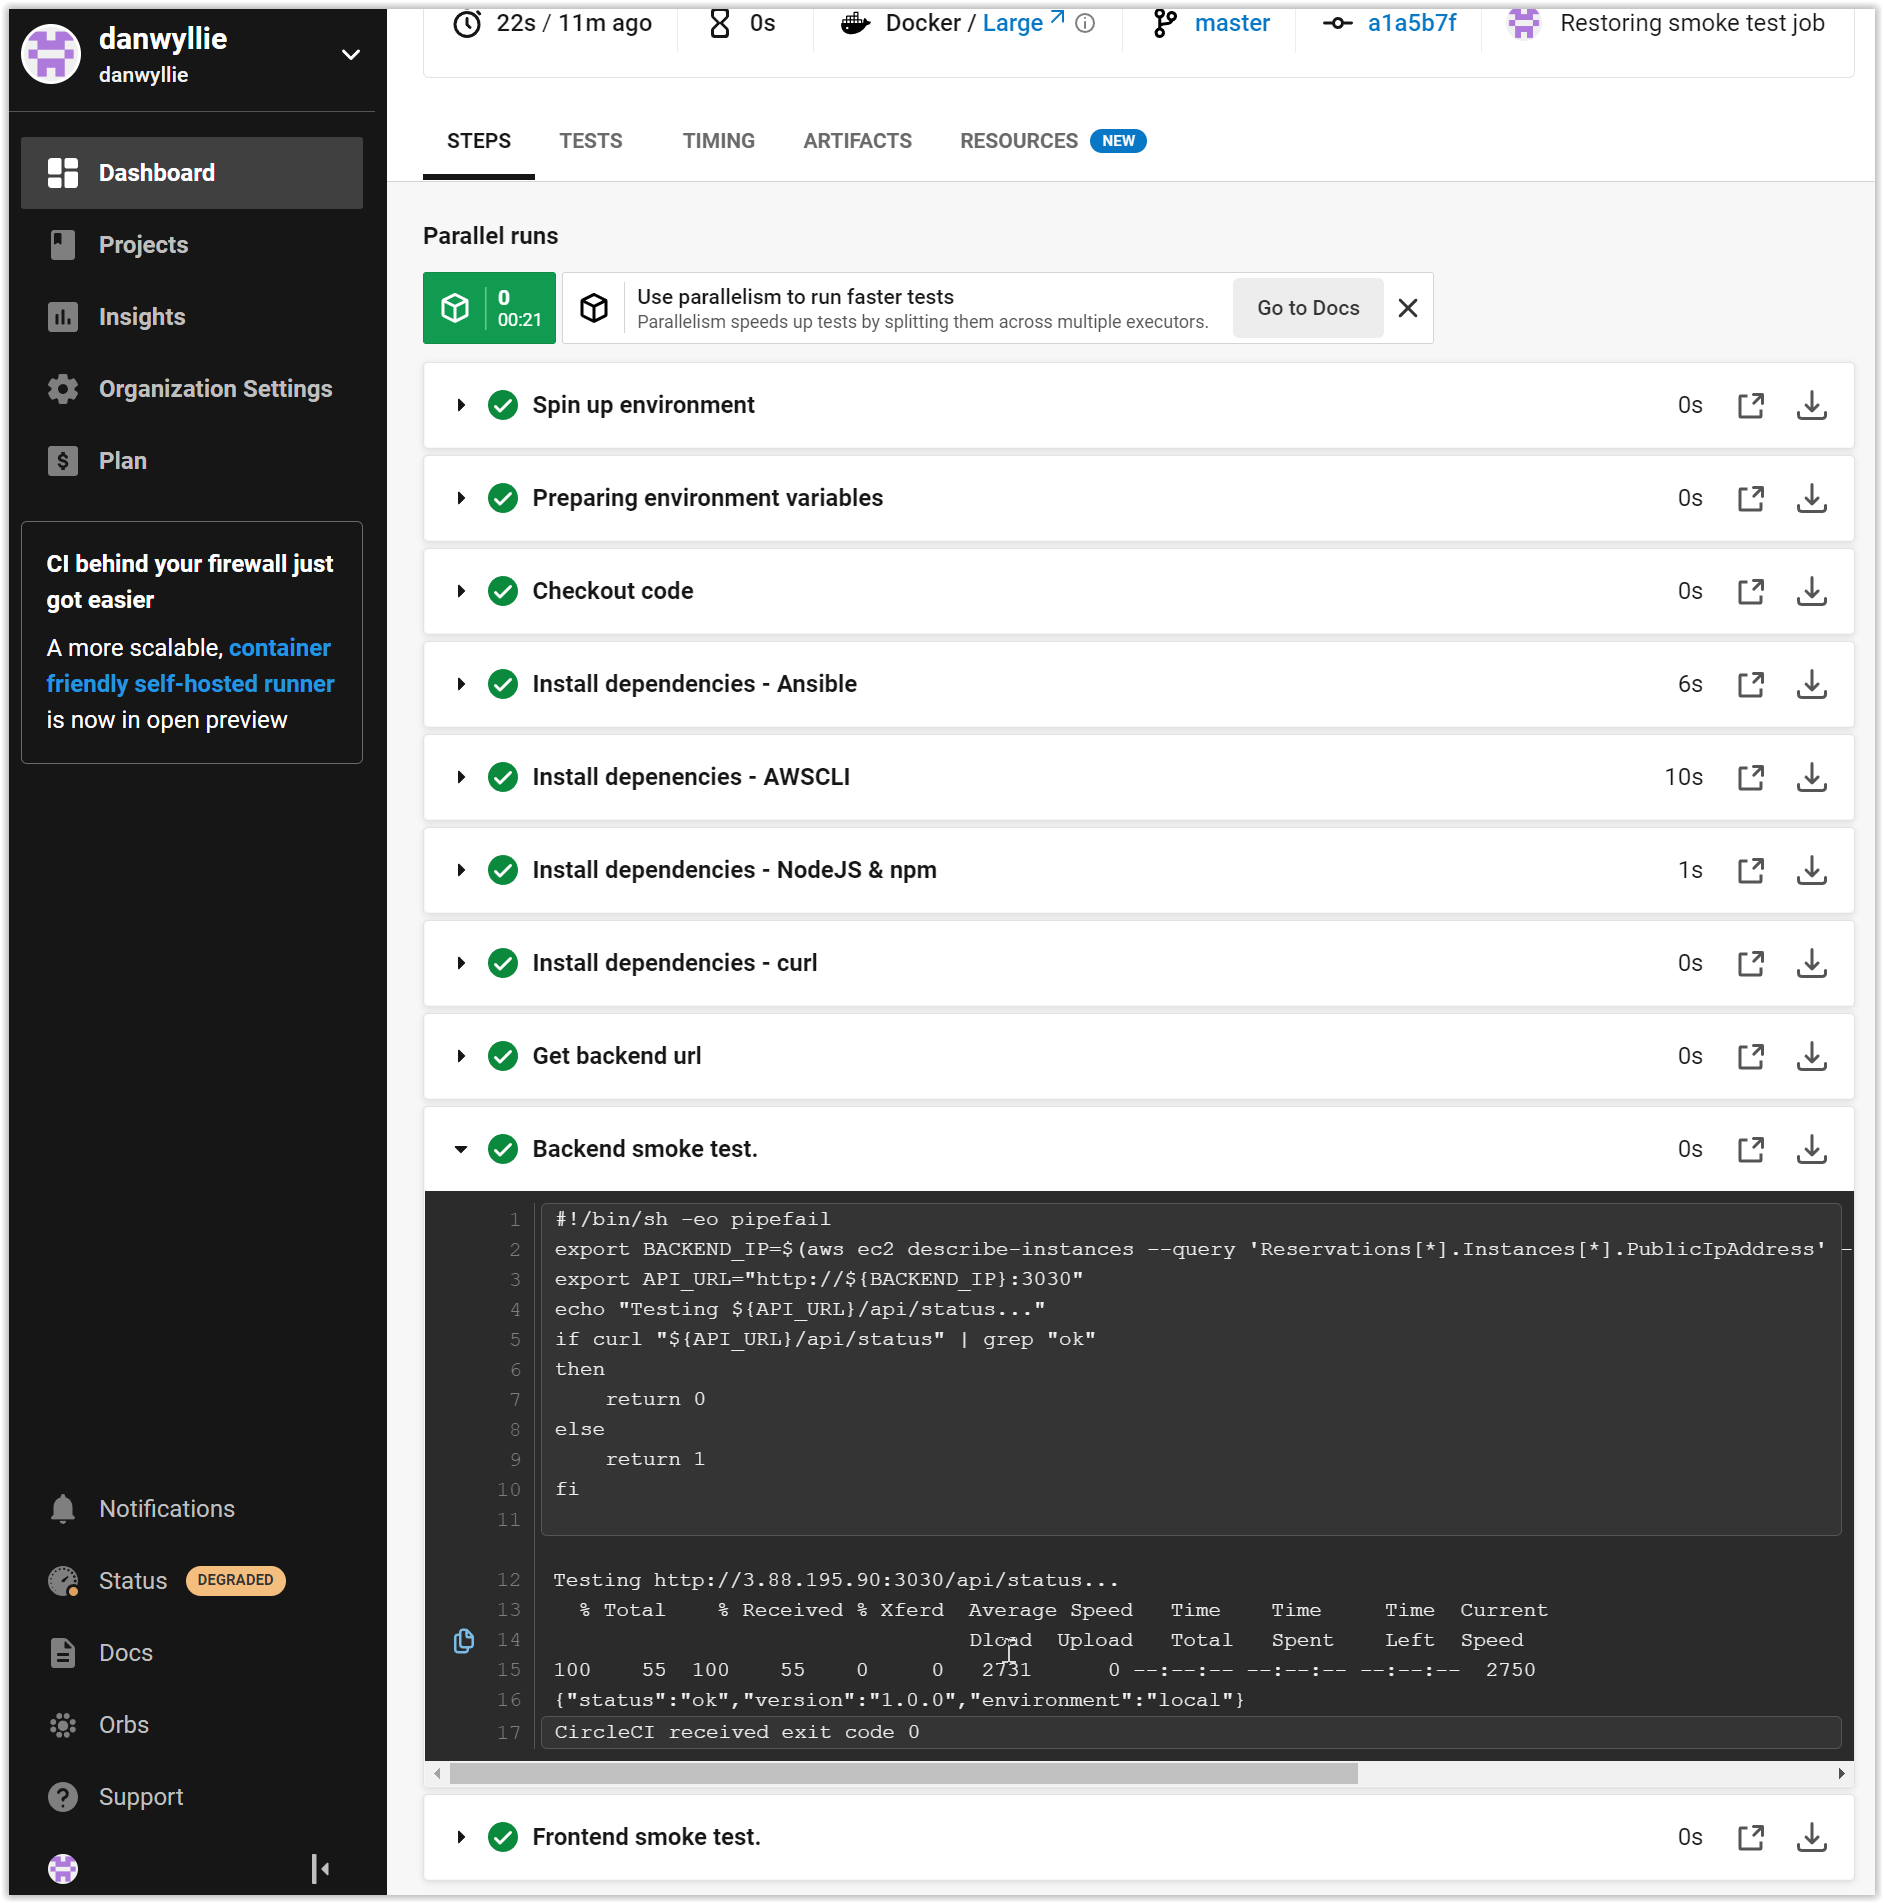 danwyllie
danwyllie
Dashboard
Projects
Insights
Organization Settings
Plan
CI behind your firewall just
got easier
A more scalable, container
friendly self-hosted runner
is now in open preview
Notifications
Status DEGRADED
Docs
Orbs
Support
22s / 11m ago 0s Docker / Large master a1a5b7f Restoring smoke test job
STEPS TESTS TIMING ARTIFACTS RESOURCES NEW
Parallel runs
0
00:21
Use parallelism to run faster tests
Parallelism speeds up tests by splitting them across multiple executors.
Go to Docs
Spin up environment 0s
Preparing environment variables 0s
Checkout code 0s
Install dependencies - Ansible 6s
Install depenencies - AWSCLI 10s
Install dependencies - NodeJS & npm 1s
Install dependencies - curl 0s
Get backend url 0s
Backend smoke test. 0s
1 #!/bin/sh -eo pipefail
2 export BACKEND_IP=$(aws ec2 describe-instances --query 'Reservations[*].Instances[*].PublicIpAddress' -
3 export API_URL="http://${BACKEND_IP}:3030"
4 echo "Testing ${API_URL}/api/status..."
5 if curl "${API_URL}/api/status" | grep "ok"
6 then
7 return 0
8 else
9 return 1
10 fi
11
12 Testing http://3.88.195.90:3030/api/status...
13 % Total % Received % Xferd Average Speed Time Time Time Current
14 Dload Upload Total Spent Left Speed
15 100 55 100 55 0 0 2731 0 --:--:-- --:--:-- --:--:-- 2750
16 {"status":"ok","version":"1.0.0","environment":"local"}
17 CircleCI received exit code 0
Frontend smoke test. 0s